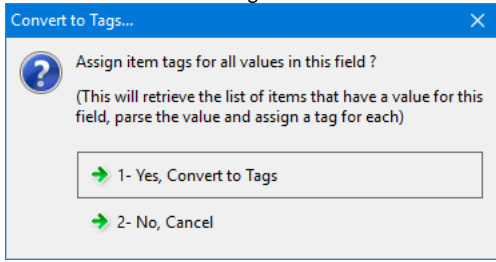 Convert to Tags...
Assign item tags for all values in this field ?
(This will retrieve the list of items that have a value for this
field, parse the value and assign a tag for each)
1- Yes, Convert to Tags
2- No, Cancel